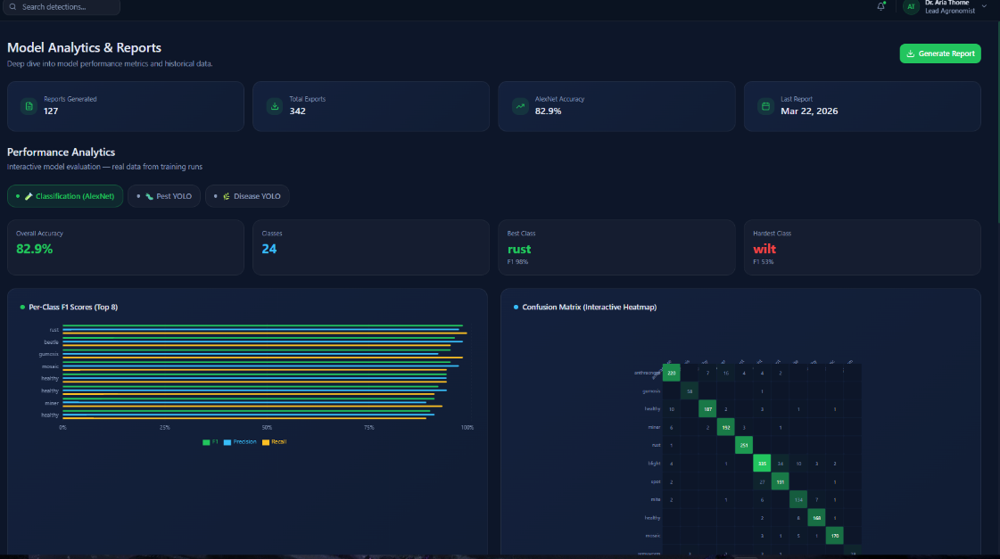 Search detections...
AT
Dr. Aria Thorne
Lead Agronomist
Model Analytics & Reports
Deep dive into model performance metrics and historical data.
Generate Report
Reports Generated
127
Total Exports
342
AlexNet Accuracy
82.9%
Last Report
Mar 22, 2026
Performance Analytics
Interactive model evaluation — real data from training runs
Classification (AlexNet)
Pest YOLO
Disease YOLO
Overall Accuracy
82.9%
Classes
24
Best Class
rust
F1 98%
Hardest Class
wilt
F1 53%
Per-Class F1 Scores (Top 8)
rust
beetle
gumosis
mosaic
healthy
healthy
miner
healthy
0% 25% 50% 75% 100%
F1 Precision Recall
Confusion Matrix (Interactive Heatmap)
anthracnose 220 7 16 4 4 2
gumosis 58 1
healthy 10 187 2 3 1 1
miner 6 2 192 3 1
rust 1 251
blight 4 1 335 34 10 3 2
spot 2 27 191 1
mite 2 1 6 134 7 1
healthy 2 8 168 1
mosaic 3 1 5 1 170